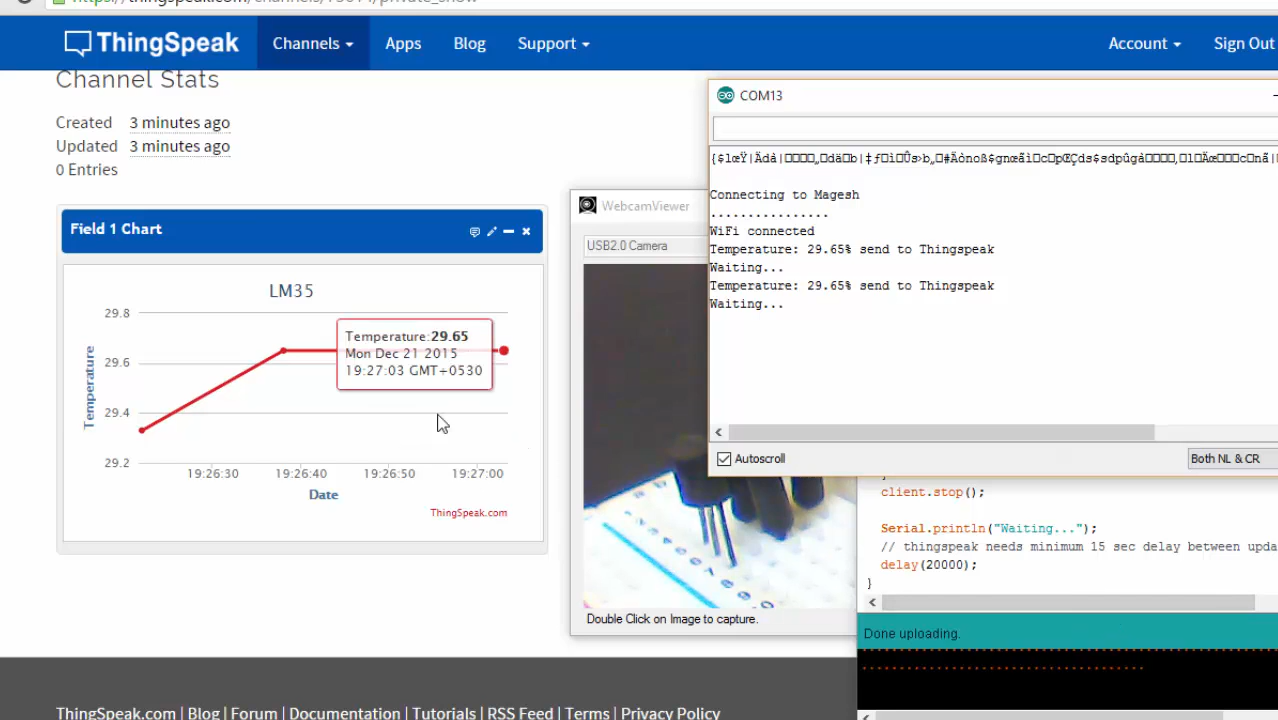 ThingSpeak
Channels
Apps
Blog
Support
Account
Sign Out
Channel Stats
Created 3 minutes ago
Updated 3 minutes ago
0 Entries
Field 1 Chart
LM35
Temperature
29.8
29.6
29.4
29.2
Temperature:29.65
Mon Dec 21 2015
19:27:03 GMT+0530
19:26:30 19:26:40 19:26:50 19:27:00
Date
ThingSpeak.com
WebcamViewer
USB2.0 Camera
Double Click on Image to capture.
COM13
Connecting to Magesh
................
WiFi connected
Temperature: 29.65% send to Thingspeak
Waiting...
Temperature: 29.65% send to Thingspeak
Waiting...
Autoscroll
Both NL & CR
client.stop();
Serial.println("Waiting...");
// thingspeak needs minimum 15 sec delay between upda
delay(20000);
}
Done uploading.
ThingSpeak.com | Blog | Forum | Documentation | Tutorials | RSS Feed | Terms | Privacy Policy